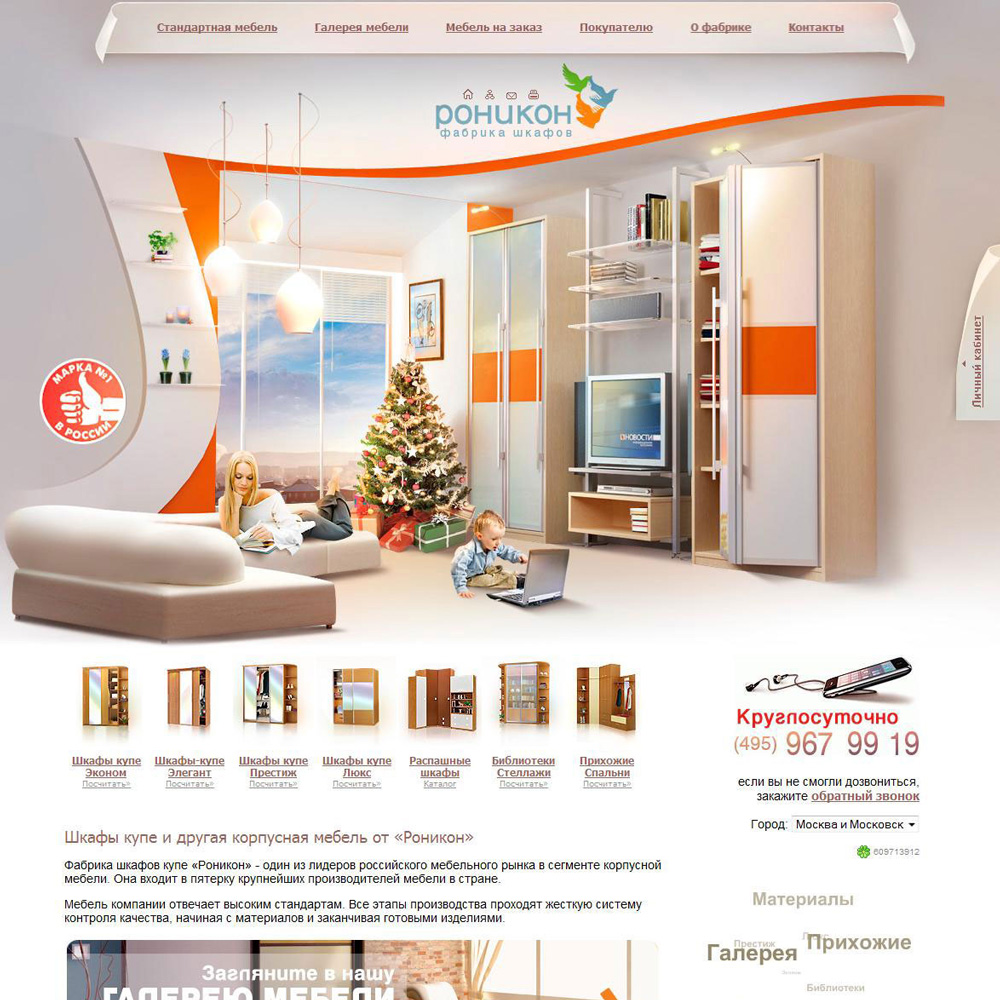 Стандартная мебель
Галерея мебели
Мебель на заказ
Покупателю
О фабрике
Контакты
роникон
фабрика шкафов
Личный кабинет
МАРКА №1
В РОССИИ
НОВОСТИ
Шкафы купе
Эконом
Посчитать»
Шкафы-купе
Элегант
Посчитать»
Шкафы купе
Престиж
Посчитать»
Шкафы купе
Люкс
Посчитать»
Распашные
шкафы
Каталог
Библиотеки
Стеллажи
Посчитать»
Прихожие
Спальни
Посчитать»
Круглосуточно
(495) 967 99 19
если вы не смогли дозвониться,
закажите обратный звонок
Город: Москва и Московск
609713912
Шкафы купе и другая корпусная мебель от «Роникон»
Фабрика шкафов купе «Роникон» - один из лидеров российского мебельного рынка в сегменте корпусной
мебели. Она входит в пятерку крупнейших производителей мебели в стране.
Мебель компании отвечает высоким стандартам. Все этапы производства проходят жесткую систему
контроля качества, начиная с материалов и заканчивая готовыми изделиями.
Загляните в нашу
ГАЛЕРЕЮ МЕБЕЛИ
Материалы
Престиж
Прихожие
Галерея
Библиотеки